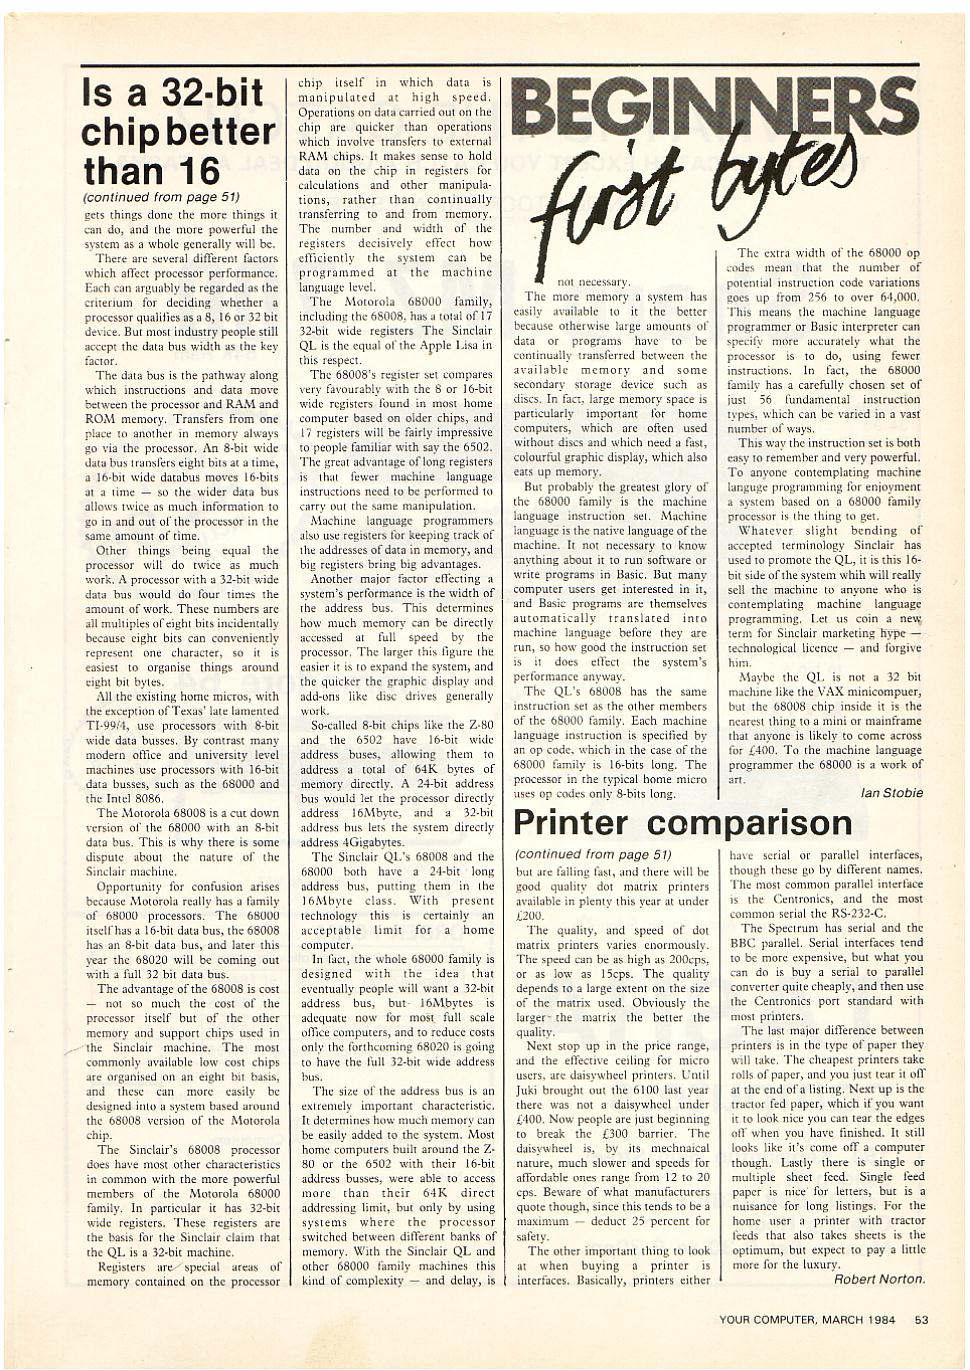 Is a 32-bit
chip better
than 16
(continued from page 51)
gets things done the more things it
can do, and the more powerful the
system as a whole generally will be.
There are several different factors
which affect processor performance.
Each can arguably be regarded as the
criterium for deciding whether a
processor qualifies as a 8, 16 or 32 bit
device. But most industry people still
accept the data bus width as the key
factor.
The data bus is the pathway along
which instructions and data move
between the processor and RAM and
ROM memory. Transfers from one
place to another in memory always
go via the processor. An 8-bit wide
data bus transfers eight bits at a time,
a 16-bit wide databus moves 16-bits
at a time — so the wider data bus
allows twice as much information to
go in and out of the processor in the
same amount of time.
Other things being equal the
processor will do twice as much
work. A processor with a 32-bit wide
data bus would do four times the
amount of work. These numbers are
all multiples of eight bits incidentally
because eight bits can conveniently
represent one character, so it is
easiest to organise things around
eight bit bytes.
All the existing home micros, with
the exception of Texas' late lamented
TI-99/4, use processors with 8-bit
wide data busses. By contrast many
modern office and university level
machines use processors with 16-bit
data busses, such as the 68000 and
the Intel 8086.
The Motorola 68008 is a cut down
version of the 68000 with an 8-bit
data bus. This is why there is some
dispute about the nature of the
Sinclair machine.
Opportunity for confusion arises
because Motorola really has a family
of 68000 processors. The 68000
itself has a 16-bit data bus, the 68008
has an 8-bit data bus, and later this
year the 68020 will be coming out
with a full 32 bit data bus.
The advantage of the 68008 is cost
— not so much the cost of the
processor itself but of the other
memory and support chips used in
the Sinclair machine. The most
commonly available low cost chips
are organised on an eight bit basis,
and these can more easily be
designed into a system based around
the 68008 version of the Motorola
chip.
The Sinclair's 68008 processor
does have most other characteristics
in common with the more powerful
members of the Motorola 68000
family. In particular it has 32-bit
wide registers. These registers are
the basis for the Sinclair claim that
the QL is a 32-bit machine.
Registers are special areas of
memory contained on the processor
chip itself in which data is
manipulated at high speed.
Operations on data carried out on the
chip are quicker than operations
which involve transfers to external
RAM chips. It makes sense to hold
data on the chip in registers for
calculations and other manipula-
tions, rather than continually
transferring to and from memory.
The number and width of the
registers decisively effect how
efficiently the system can be
programmed at the machine
language level.
The Motorola 68000 family,
including the 68008, has a total of 17
32-bit wide registers The Sinclair
QL is the equal of the Apple Lisa in
this respect.
The 68008's register set compares
very favourably with the 8 or 16-bit
wide registers found in most home
computer based on older chips, and
17 registers will be fairly impressive
to people familiar with say the 6502.
The great advantage of long registers
is that fewer machine language
instructions need to be performed to
carry out the same manipulation.
Machine language programmers
also use registers for keeping track of
the addresses of data in memory, and
big registers bring big advantages.
Another major factor effecting a
system's performance is the width of
the address bus. This determines
how much memory can be directly
accessed at full speed by the
processor. The larger this figure the
easier it is to expand the system, and
the quicker the graphic display and
add-ons like disc drives generally
work.
So-called 8-bit chips like the Z-80
and the 6502 have 16-bit wide
address buses, allowing them to
address a total of 64K bytes of
memory directly. A 24-bit address
bus would let the processor directly
address 16Mbyte, and a 32-bit
address bus lets the system directly
address 4Gigabytes.
The Sinclair QL's 68008 and the
68000 both have a 24-bit long
address bus, putting them in the
16Mbyte class. With present
technology this is certainly an
acceptable limit for a home
computer.
In fact, the whole 68000 family is
designed with the idea that
eventually people will want a 32-bit
address bus, but 16Mbytes is
adequate now for most full scale
office computers, and to reduce costs
only the forthcoming 68020 is going
to have the full 32-bit wide address
bus.
The size of the address bus is an
extremely important characteristic.
It determines how much memory can
be easily added to the system. Most
home computers built around the Z-
80 or the 6502 with their 16-bit
address busses, were able to access
more than their 64K direct
addressing limit, but only by using
systems where the processor
switched between different banks of
memory. With the Sinclair QL and
other 68000 family machines this
kind of complexity — and delay, is
BEGINNERS
first bytes
not necessary.
The more memory a system has
easily available to it the better
because otherwise large amounts of
data or programs have to be
continually transferred between the
available memory and some
secondary storage device such as
discs. In fact, large memory space is
particularly important for home
computers, which are often used
without discs and which need a fast,
colourful graphic display, which also
eats up memory.
But probably the greatest glory of
the 68000 family is the machine
language instruction set. Machine
language is the native language of the
machine. It not necessary to know
anything about it to run software or
write programs in Basic. But many
computer users get interested in it,
and Basic programs are themselves
automatically translated into
machine language before they are
run, so how good the instruction set
is it does effect the system's
performance anyway.
The QL's 68008 has the same
instruction set as the other members
of the 68000 family. Each machine
language instruction is specified by
an op code, which in the case of the
68000 family is 16-bits long. The
processor in the typical home micro
uses op codes only 8-bits long.
The extra width of the 68000 op
codes mean that the number of
potential instruction code variations
goes up from 256 to over 64,000.
This means the machine language
programmer or Basic interpreter can
specify more accurately what the
processor is to do, using fewer
instructions. In fact, the 68000
family has a carefully chosen set of
just 56 fundamental instruction
types, which can be varied in a vast
number of ways.
This way the instruction set is both
easy to remember and very powerful.
To anyone contemplating machine
languge programming for enjoyment
a system based on a 68000 family
processor is the thing to get.
Whatever slight bending of
accepted terminology Sinclair has
used to promote the QL, it is this 16-
bit side of the system whih will really
sell the machine to anyone who is
contemplating machine language
programming. Let us coin a new
term for Sinclair marketing hype —
technological licence — and forgive
him.
Maybe the QL is not a 32 bit
machine like the VAX minicompuer,
but the 68008 chip inside it is the
nearest thing to a mini or mainframe
that anyone is likely to come across
for £400. To the machine language
programmer the 68000 is a work of
art.
Ian Stobie
Printer comparison
(continued from page 51)
but are falling fast, and there will be
good quality dot matrix printers
available in plenty this year at under
£200.
The quality, and speed of dot
matrix printers varies enormously.
The speed can be as high as 200cps,
or as low as 15cps. The quality
depends to a large extent on the size
of the matrix used. Obviously the
larger the matrix the better the
quality.
Next stop up in the price range,
and the effective ceiling for micro
users, are daisywheel printers. Until
Juki brought out the 6100 last year
there was not a daisywheel under
£400. Now people are just beginning
to break the £300 barrier. The
daisywheel is, by its mechnaical
nature, much slower and speeds for
affordable ones range from 12 to 20
cps. Beware of what manufacturers
quote though, since this tends to be a
maximum — deduct 25 percent for
safety.
The other important thing to look
at when buying a printer is
interfaces. Basically, printers either
have serial or parallel interfaces,
though these go by different names.
The most common parallel interface
is the Centronics, and the most
common serial the RS-232-C.
The Spectrum has serial and the
BBC parallel. Serial interfaces tend
to be more expensive, but what you
can do is buy a serial to parallel
converter quite cheaply, and then use
the Centronics port standard with
most printers.
The last major difference between
printers is in the type of paper they
will take. The cheapest printers take
rolls of paper, and you just tear it off
at the end of a listing. Next up is the
tractor fed paper, which if you want
it to look nice you can tear the edges
off when you have finished. It still
looks like it's come off a computer
though. Lastly there is single or
multiple sheet feed. Single feed
paper is nice for letters, but is a
nuisance for long listings. For the
home user a printer with tractor
feeds that also takes sheets is the
optimum, but expect to pay a little
more for the luxury.
Robert Norton.
YOUR COMPUTER, MARCH 1984 53